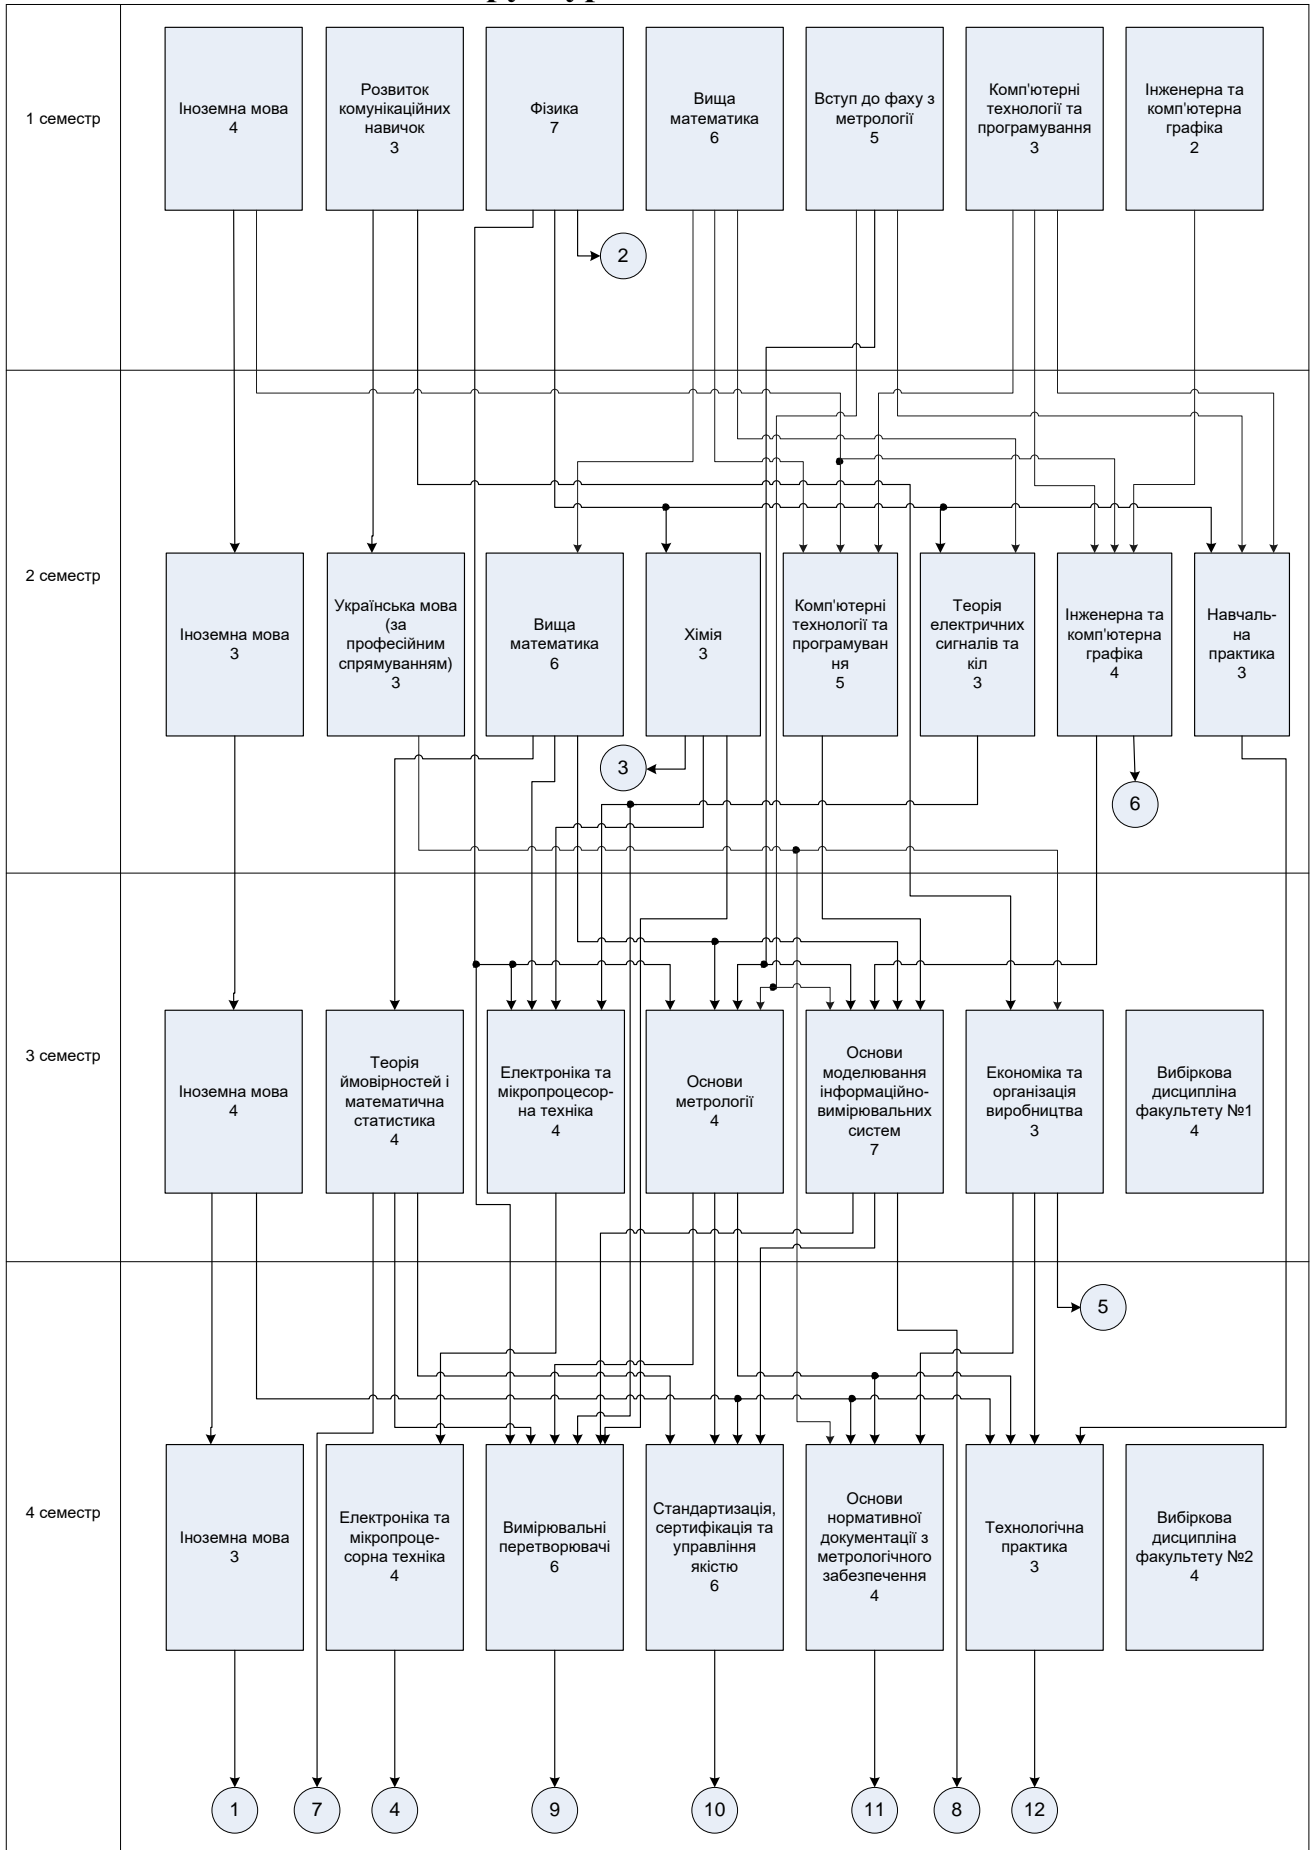 1 семестр
Іноземна мова
4
Розвиток
комунікаційних
навичок
3
Фізика
7
Вища
математика
6
Вступ до фаху з
метрології
5
Комп'ютерні
технології та
програмування
3
Інженерна та
комп'ютерна
графіка
2
2
2 семестр
Іноземна мова
3
Українська мова
(за
професійним
спрямуванням)
3
Вища
математика
6
Хімія
3
Комп'ютерні
технології та
програмуван
ня
5
Теорія
електричних
сигналів та
кіл
3
Інженерна та
комп'ютерна
графіка
4
Навчаль-
на
практика
3
3
6
3 семестр
Іноземна мова
4
Теорія
ймовірностей і
математична
статистика
4
Електроніка та
мікропроцесор-
на техніка
4
Основи
метрології
4
Основи
моделювання
інформаційно-
вимірювальних
систем
7
Економіка та
організація
виробництва
3
Вибіркова
дисципліна
факультету №1
4
5
4 семестр
Іноземна мова
3
Електроніка та
мікропроце-
сорна техніка
4
Вимірювальні
перетворювачі
6
Стандартизація,
сертифікація та
управління
якістю
6
Основи
нормативної
документації з
метрологічного
забезпечення
4
Технологічна
практика
3
Вибіркова
дисципліна
факультету №2
4
1
7
4
9
10
11
8
12